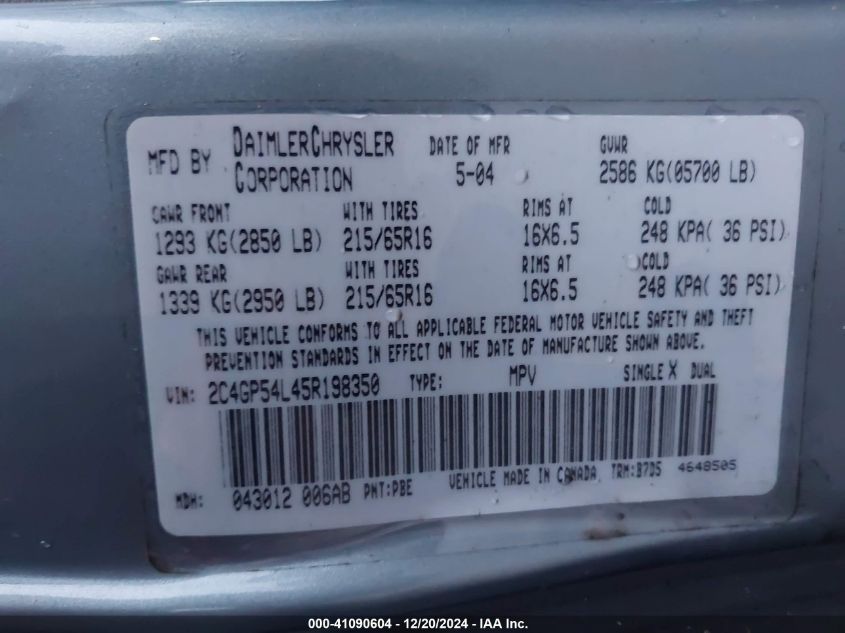 MFD BY DAIMLERCHRYSLER CORPORATION DATE OF MFR 5-04 GVWR 2586 KG(05700 LB)
GAWR FRONT WITH TIRES RIMS AT COLD
1293 KG(2850 LB) 215/65R16 16X6.5 248 KPA( 36 PSI)
GAWR REAR WITH TIRES RIMS AT COLD
1339 KG(2950 LB) 215/65R16 16X6.5 248 KPA( 36 PSI)
THIS VEHICLE CONFORMS TO ALL APPLICABLE FEDERAL MOTOR VEHICLE SAFETY AND THEFT
PREVENTION STANDARDS IN EFFECT ON THE DATE OF MANUFACTURE SHOWN ABOVE.
VIN: 2C4GP54L45R198350 TYPE: MPV SINGLE X DUAL
MDH: 043012 006AB PNT:PBE VEHICLE MADE IN CANADA TRM:B7D5 4648505
000-41090604 - 12/20/2024 - IAA Inc.